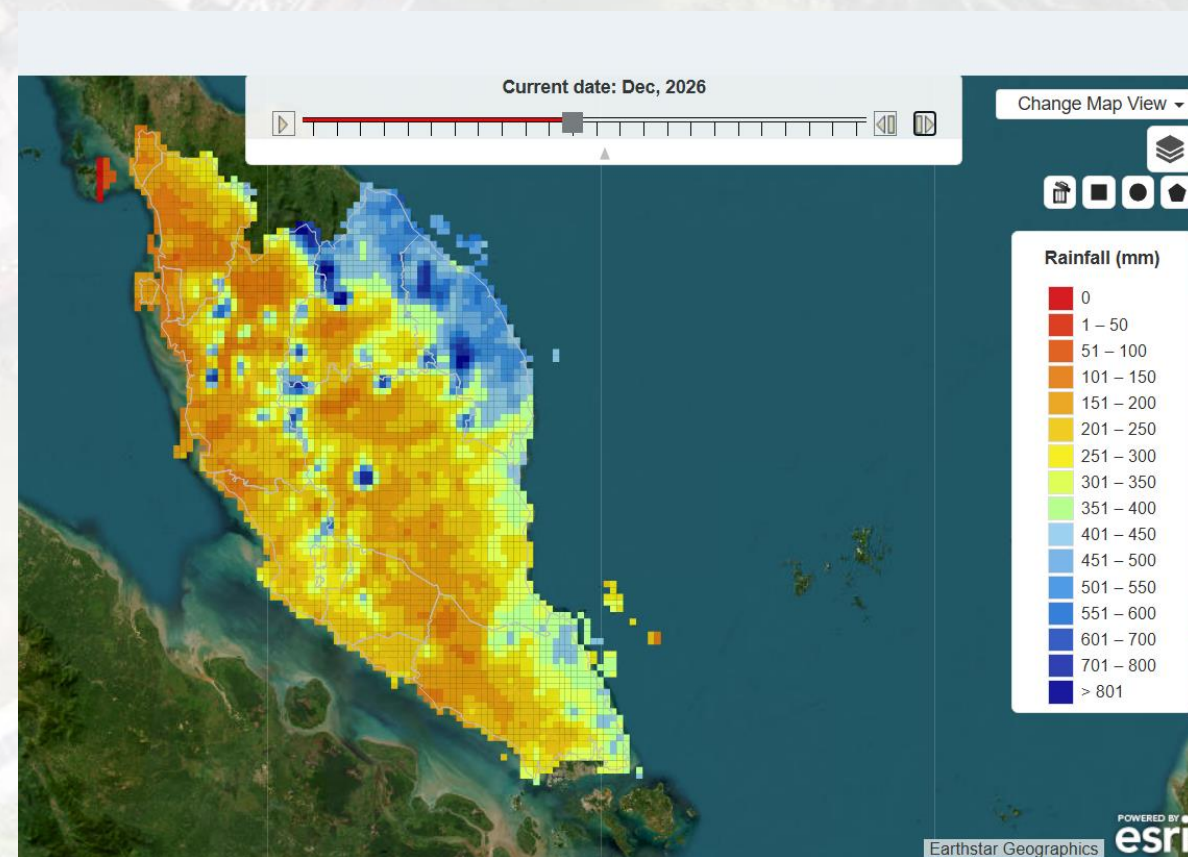 Current date: Dec, 2026
Change Map View
Rainfall (mm)
0
1 – 50
51 – 100
101 – 150
151 – 200
201 – 250
251 – 300
301 – 350
351 – 400
401 – 450
451 – 500
501 – 550
551 – 600
601 – 700
701 – 800
> 801
POWERED BY
esri
Earthstar Geographics